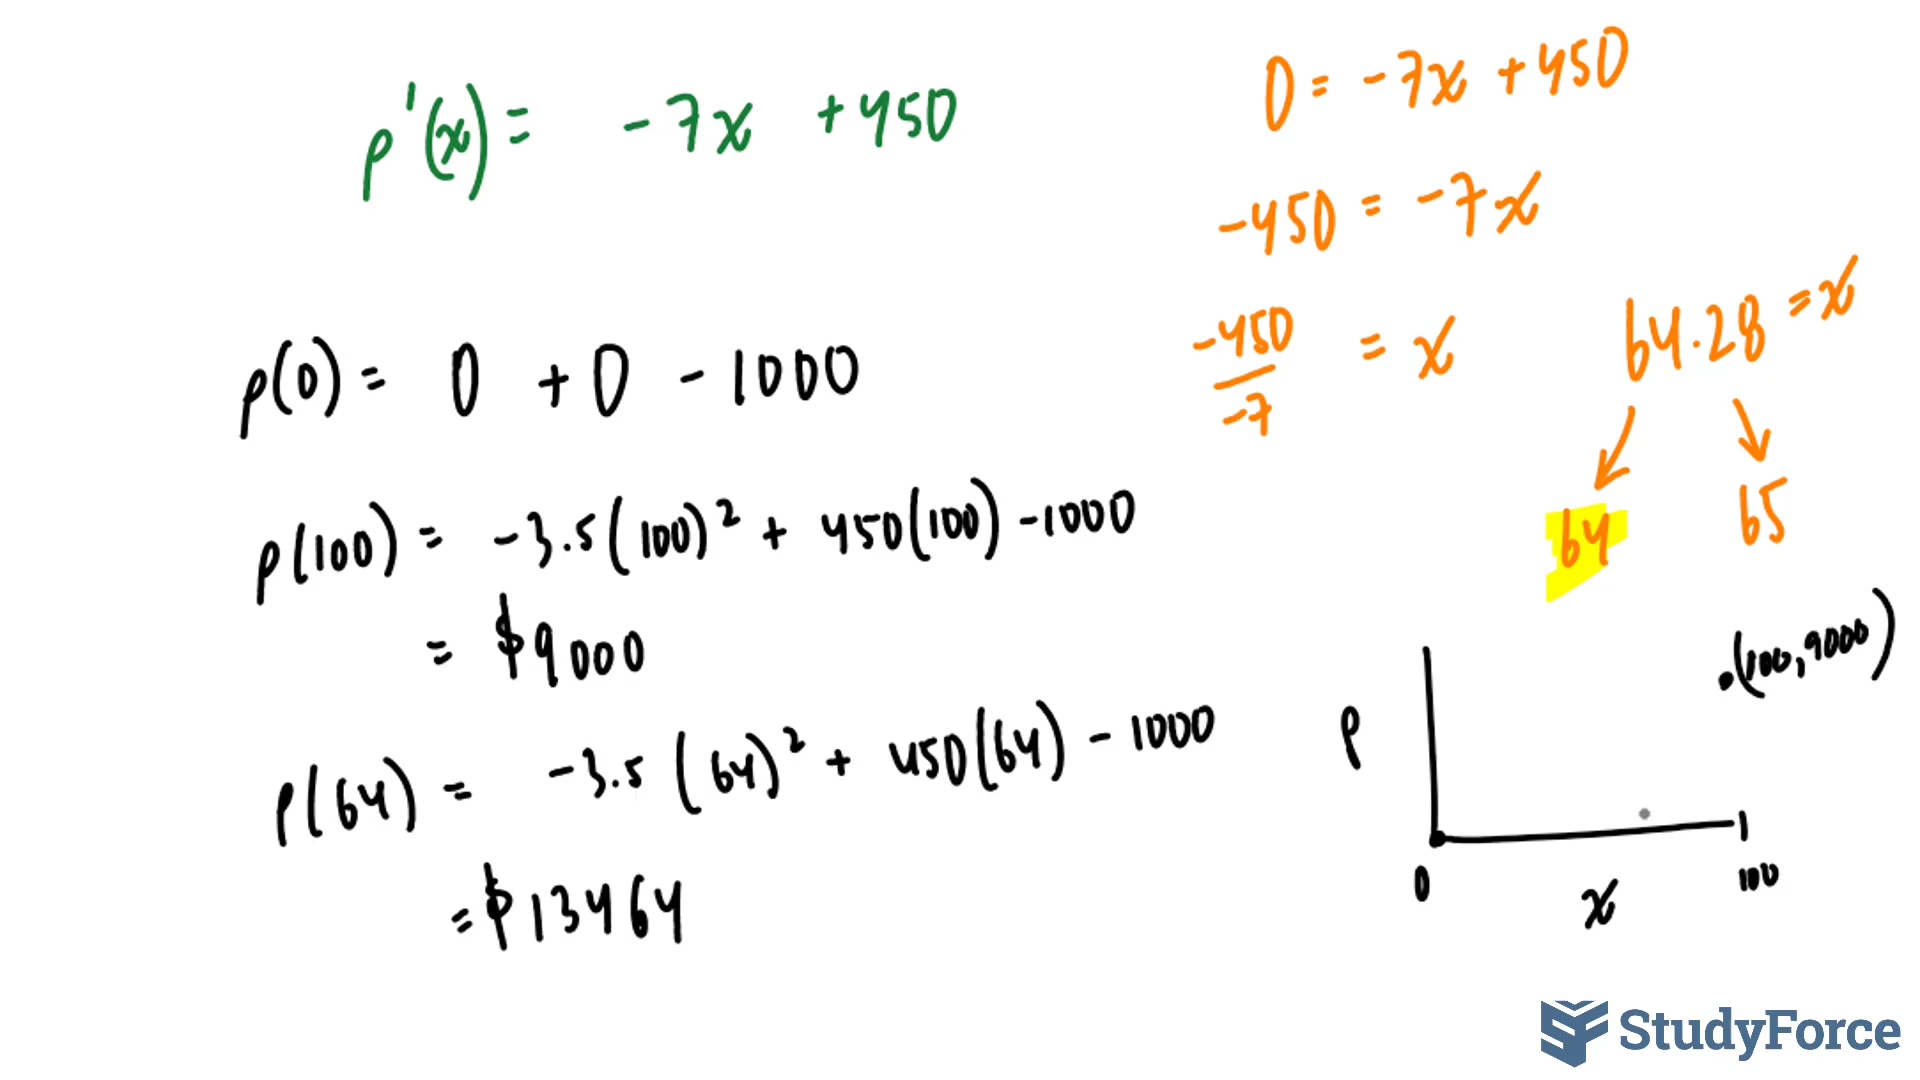 p'(x) = -7x +450
0 = -7x +450
-450 = -7x
-450/-7 = x
64.28 = x
64 65
p(0) = 0 + 0 - 1000
p(100) = -3.5(100)² + 450(100) -1000
= $9000
p(64) = -3.5(64)² + 450(64) - 1000
= $13464
(100,9000)
P
0 x 100
StudyForce